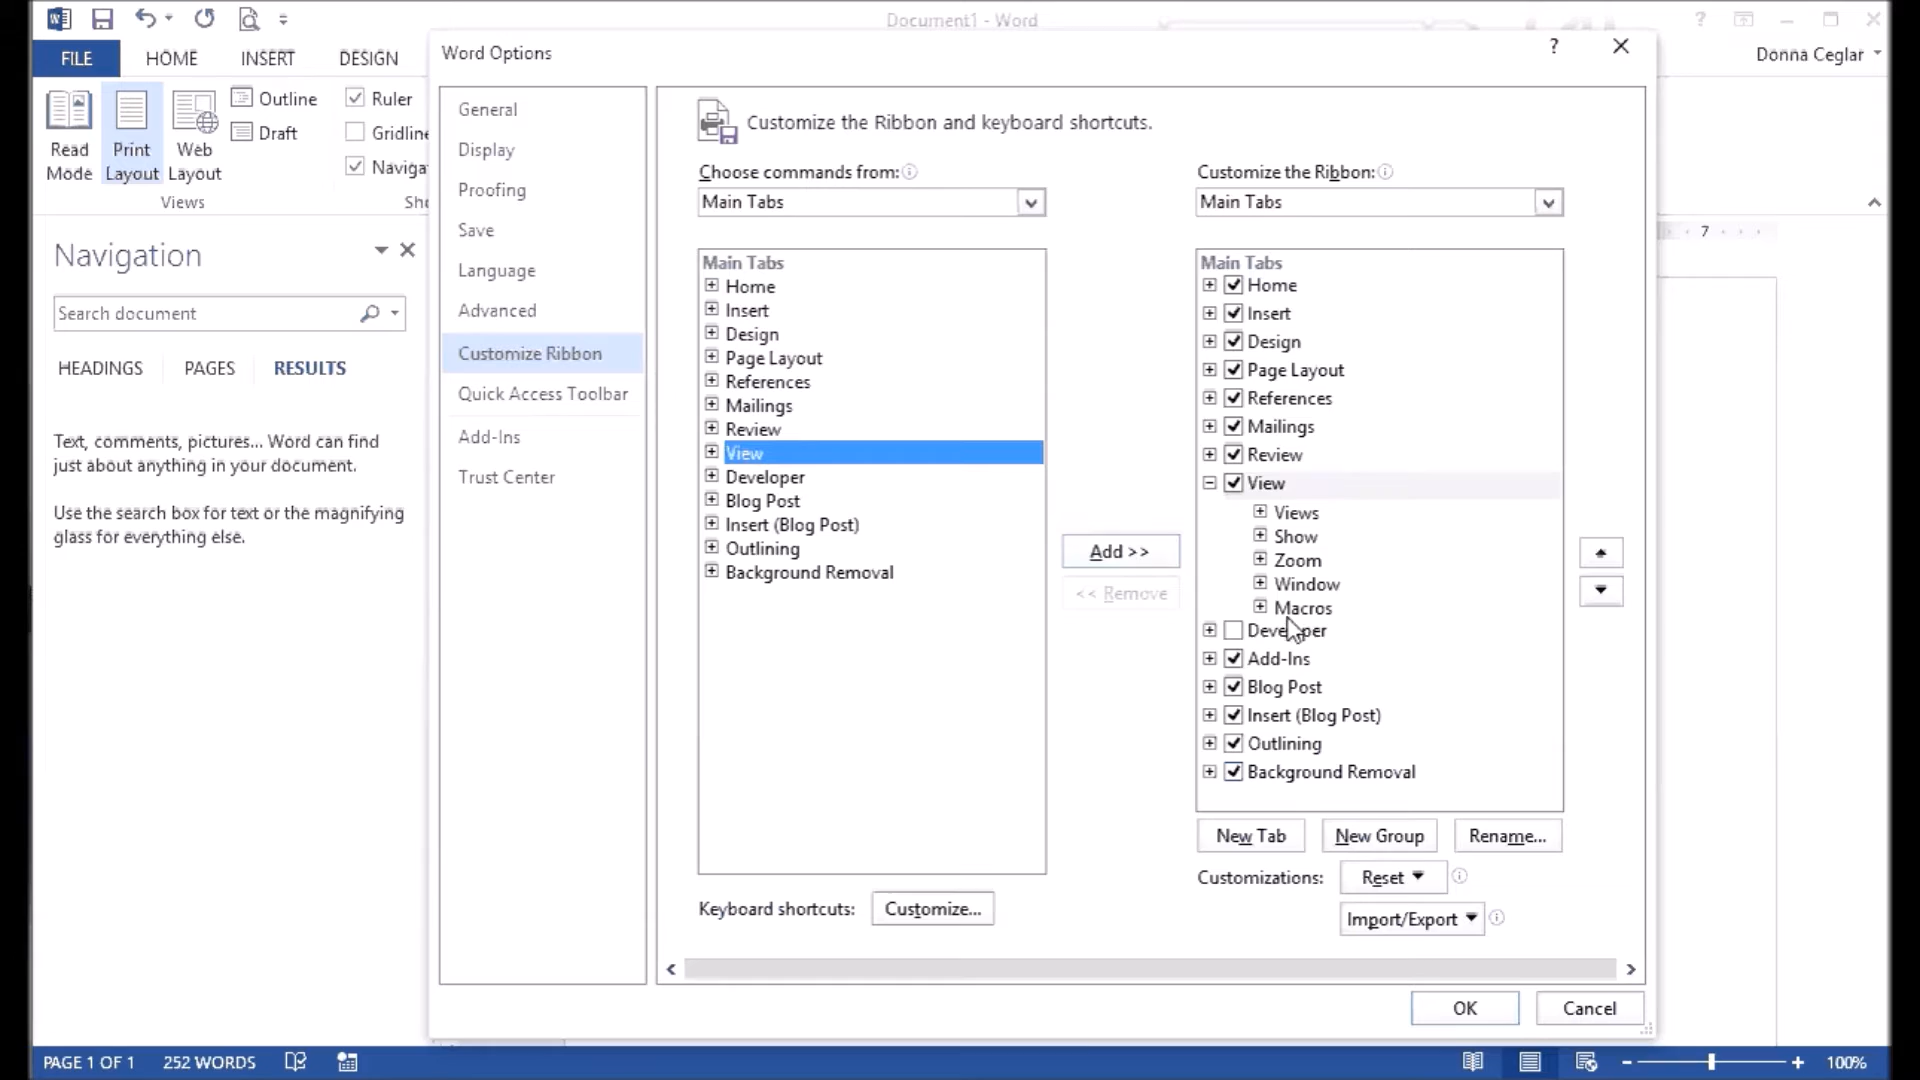 Document1 - Word
?
FILE
HOME
INSERT
DESIGN
Donna Ceglar
Read
Mode
Print
Layout
Web
Layout
Outline
Draft
Ruler
Gridline
Naviga
Views
Sho
7
Navigation
Search document
HEADINGS
PAGES
RESULTS
Text, comments, pictures... Word can find
just about anything in your document.
Use the search box for text or the magnifying
glass for everything else.
Word Options
?
General
Display
Proofing
Save
Language
Advanced
Customize Ribbon
Quick Access Toolbar
Add-Ins
Trust Center
Customize the Ribbon and keyboard shortcuts.
Choose commands from:
Main Tabs
Main Tabs
Home
Insert
Design
Page Layout
References
Mailings
Review
View
Developer
Blog Post
Insert (Blog Post)
Outlining
Background Removal
Keyboard shortcuts:
Customize...
Add >>
<< Remove
Customize the Ribbon:
Main Tabs
Main Tabs
Home
Insert
Design
Page Layout
References
Mailings
Review
View
Views
Show
Zoom
Window
Macros
Developer
Add-Ins
Blog Post
Insert (Blog Post)
Outlining
Background Removal
New Tab
New Group
Rename...
Customizations:
Reset
Import/Export
OK
Cancel
PAGE 1 OF 1
252 WORDS
100%